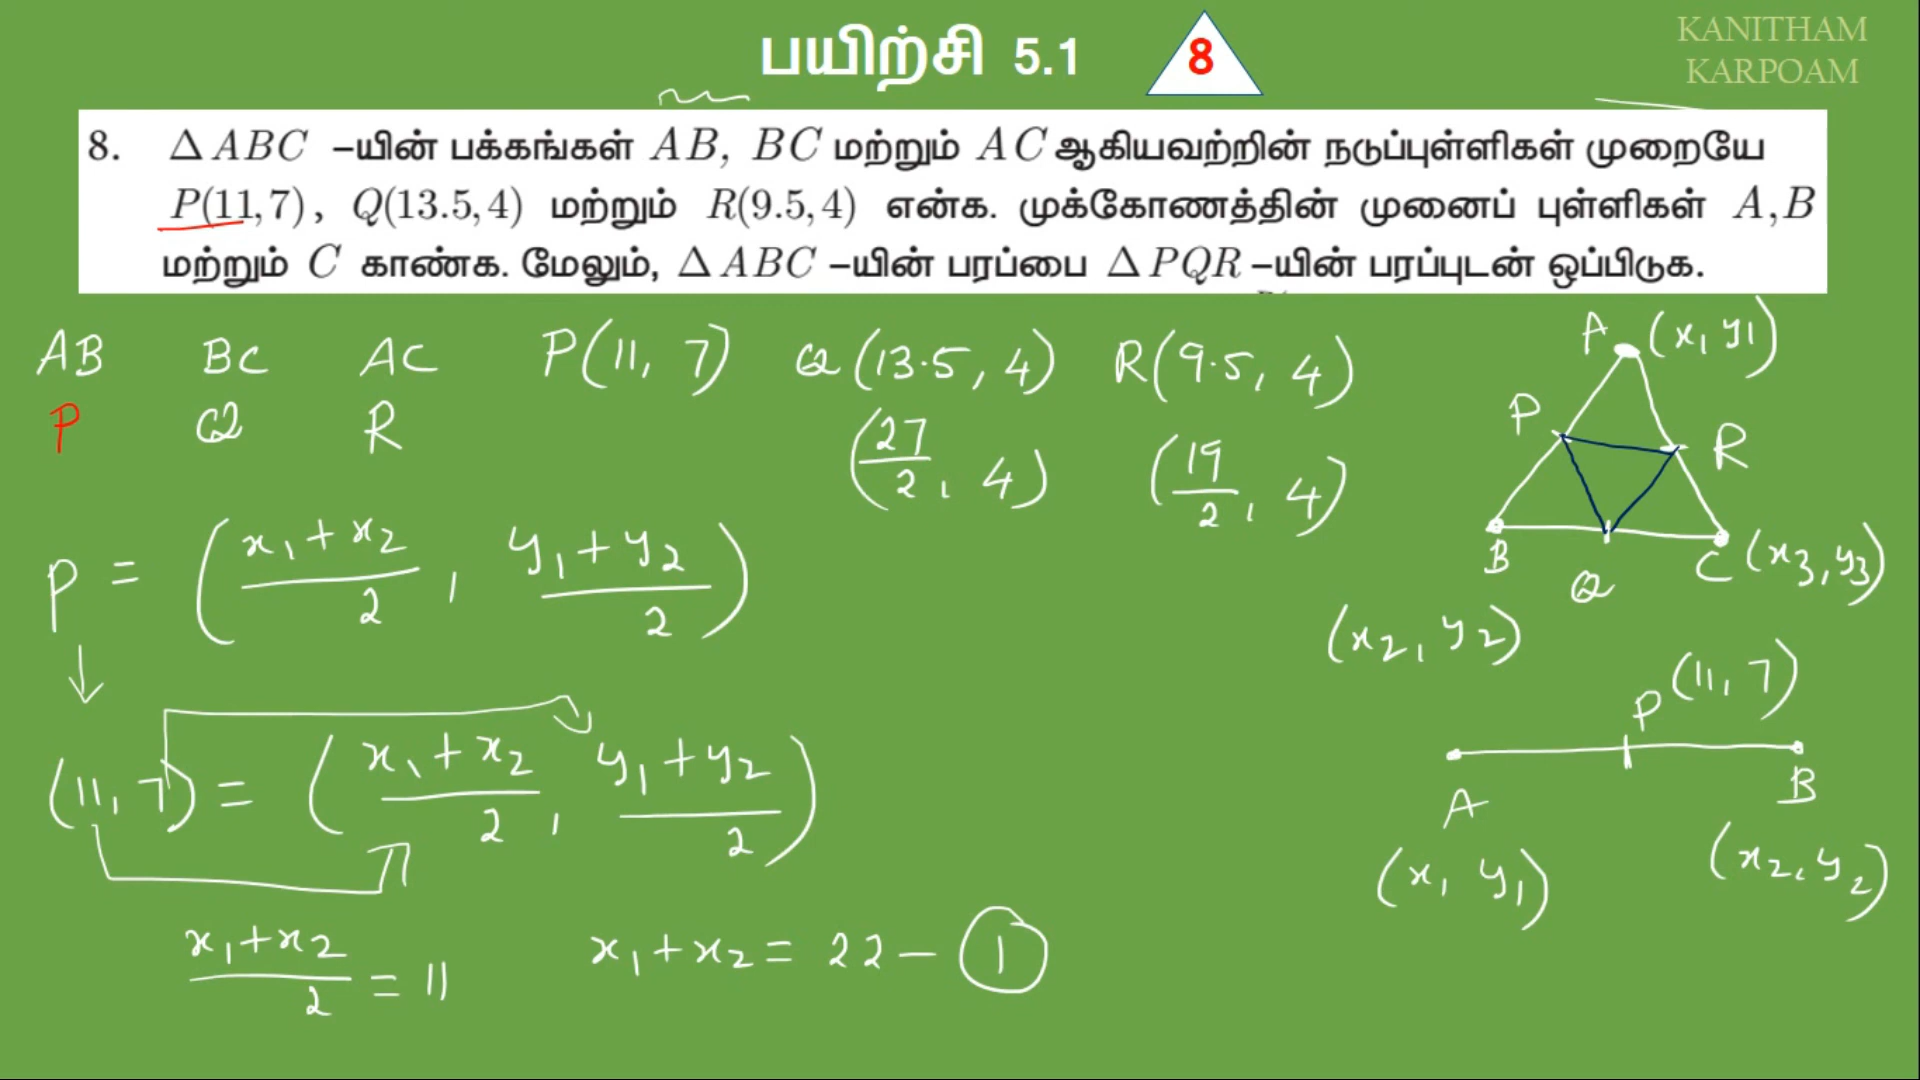 பயிற்சி 5.1
8
KANITHAM
KARPOAM
8. Δ ABC –யின் பக்கங்கள் AB, BC மற்றும் AC ஆகியவற்றின் நடுப்புள்ளிகள் முறையே
P(11,7), Q(13.5,4) மற்றும் R(9.5,4) என்க. முக்கோணத்தின் முனைப் புள்ளிகள் A,B
மற்றும் C காண்க. மேலும், Δ ABC –யின் பரப்பை Δ PQR –யின் பரப்புடன் ஒப்பிடுக.
AB BC AC P(11, 7) Q(13.5, 4) R(9.5, 4)
P Q R
(27/2, 4) (19/2, 4)
A (x₁ y₁)
P R
B Q C (x₃, y₃)
(x₂, y₂)
P = (x₁+x₂/2, y₁+y₂/2)
P (11, 7)
A B
(x₁ y₁) (x₂, y₂)
(11, 7) = (x₁+x₂/2, y₁+y₂/2)
x₁+x₂/2 = 11 x₁+x₂ = 22 – 1